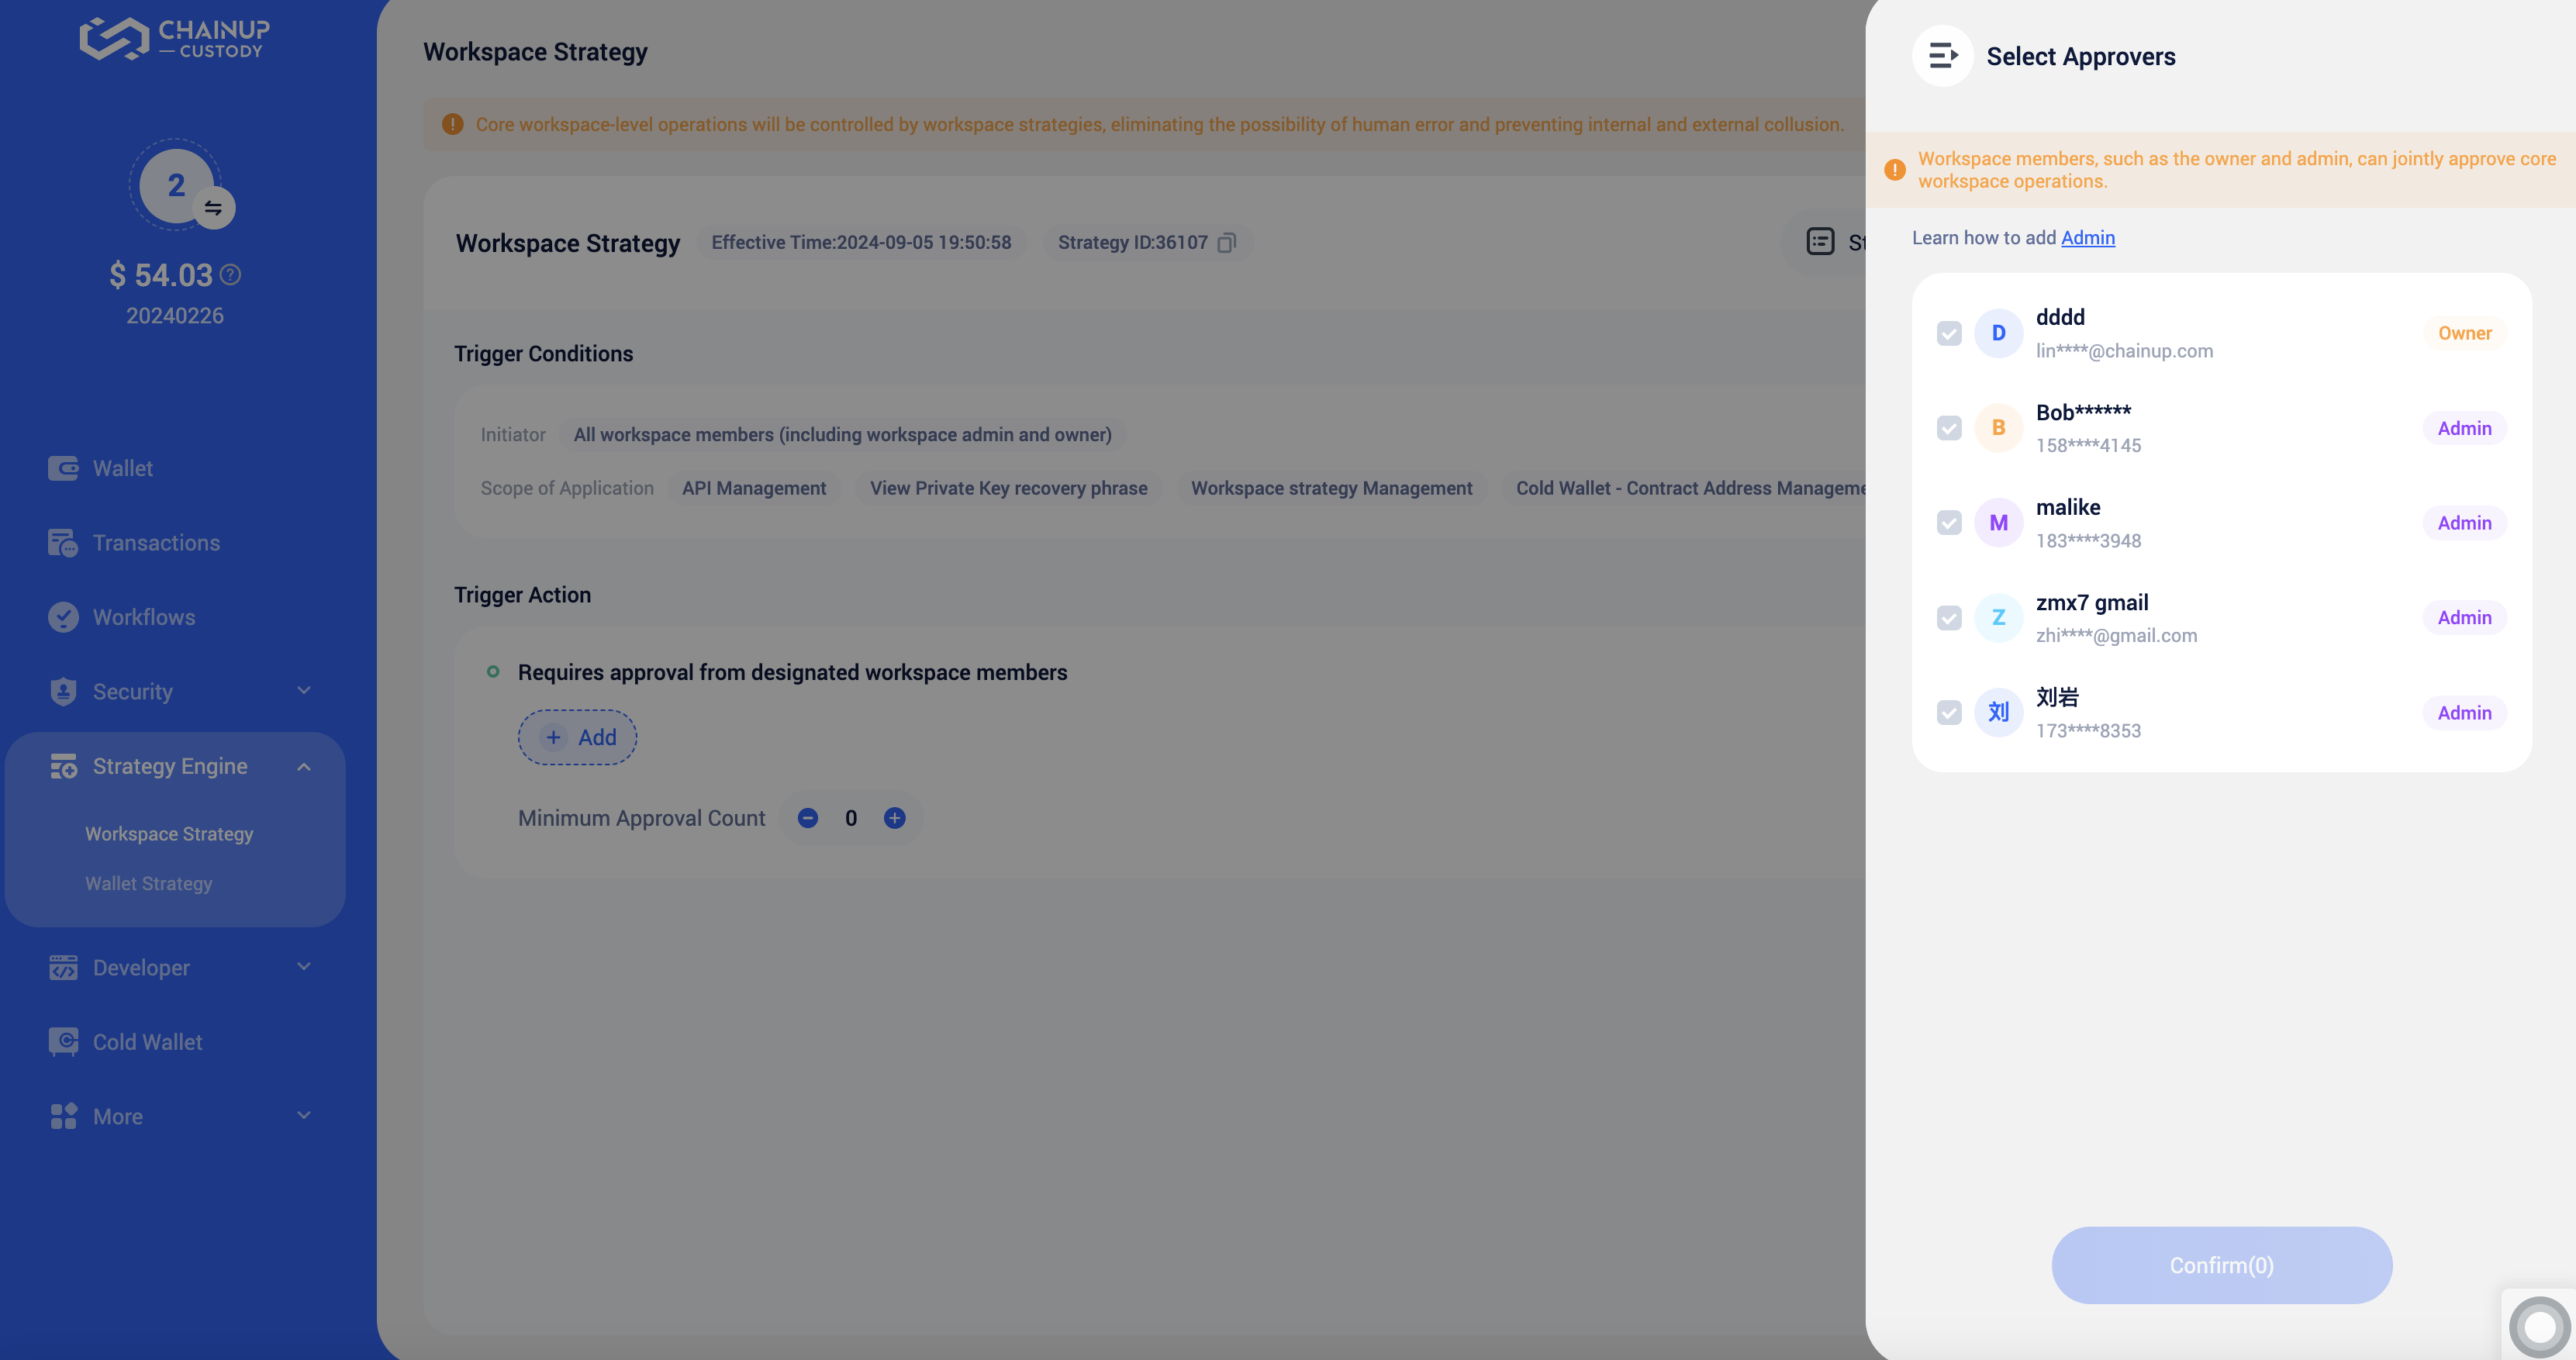 CHAINUP
CUSTODY
2
$ 54.03
20240226
Wallet
Transactions
Workflows
Security
Strategy Engine
Workspace Strategy
Wallet Strategy
Developer
Cold Wallet
More
Workspace Strategy
Core workspace-level operations will be controlled by workspace strategies, eliminating the possibility of human error and preventing internal and external collusion.
Workspace Strategy Effective Time:2024-09-05 19:50:58 Strategy ID:36107
Trigger Conditions
Initiator All workspace members (including workspace admin and owner)
Scope of Application API Management View Private Key recovery phrase Workspace strategy Management Cold Wallet - Contract Address Manageme
Trigger Action
Requires approval from designated workspace members
+ Add
Minimum Approval Count 0
Select Approvers
Workspace members, such as the owner and admin, can jointly approve core
workspace operations.
Learn how to add Admin
D dddd Owner
lin****@chainup.com
B Bob****** Admin
158****4145
M malike Admin
183****3948
Z zmx7 gmail Admin
zhi****@gmail.com
刘 刘岩 Admin
173****8353
Confirm(0)